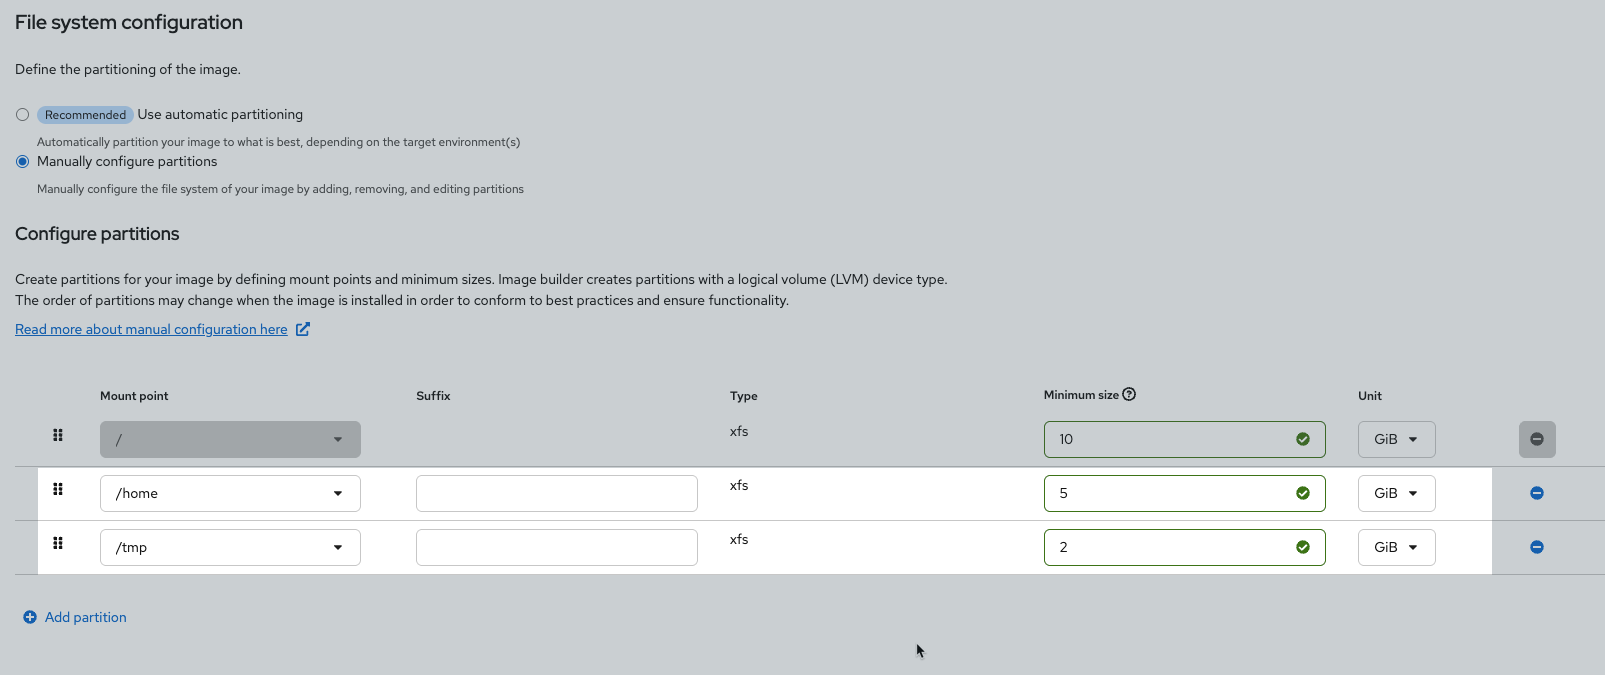 File system configuration
Define the partitioning of the image.
Recommended Use automatic partitioning
Automatically partition your image to what is best, depending on the target environment(s)
Manually configure partitions
Manually configure the file system of your image by adding, removing, and editing partitions
Configure partitions
Create partitions for your image by defining mount points and minimum sizes. Image builder creates partitions with a logical volume (LVM) device type.
The order of partitions may change when the image is installed in order to conform to best practices and ensure functionality.
Read more about manual configuration here
Mount point Suffix Type Minimum size Unit
/ xfs 10 GiB
/home xfs 5 GiB
/tmp xfs 2 GiB
Add partition